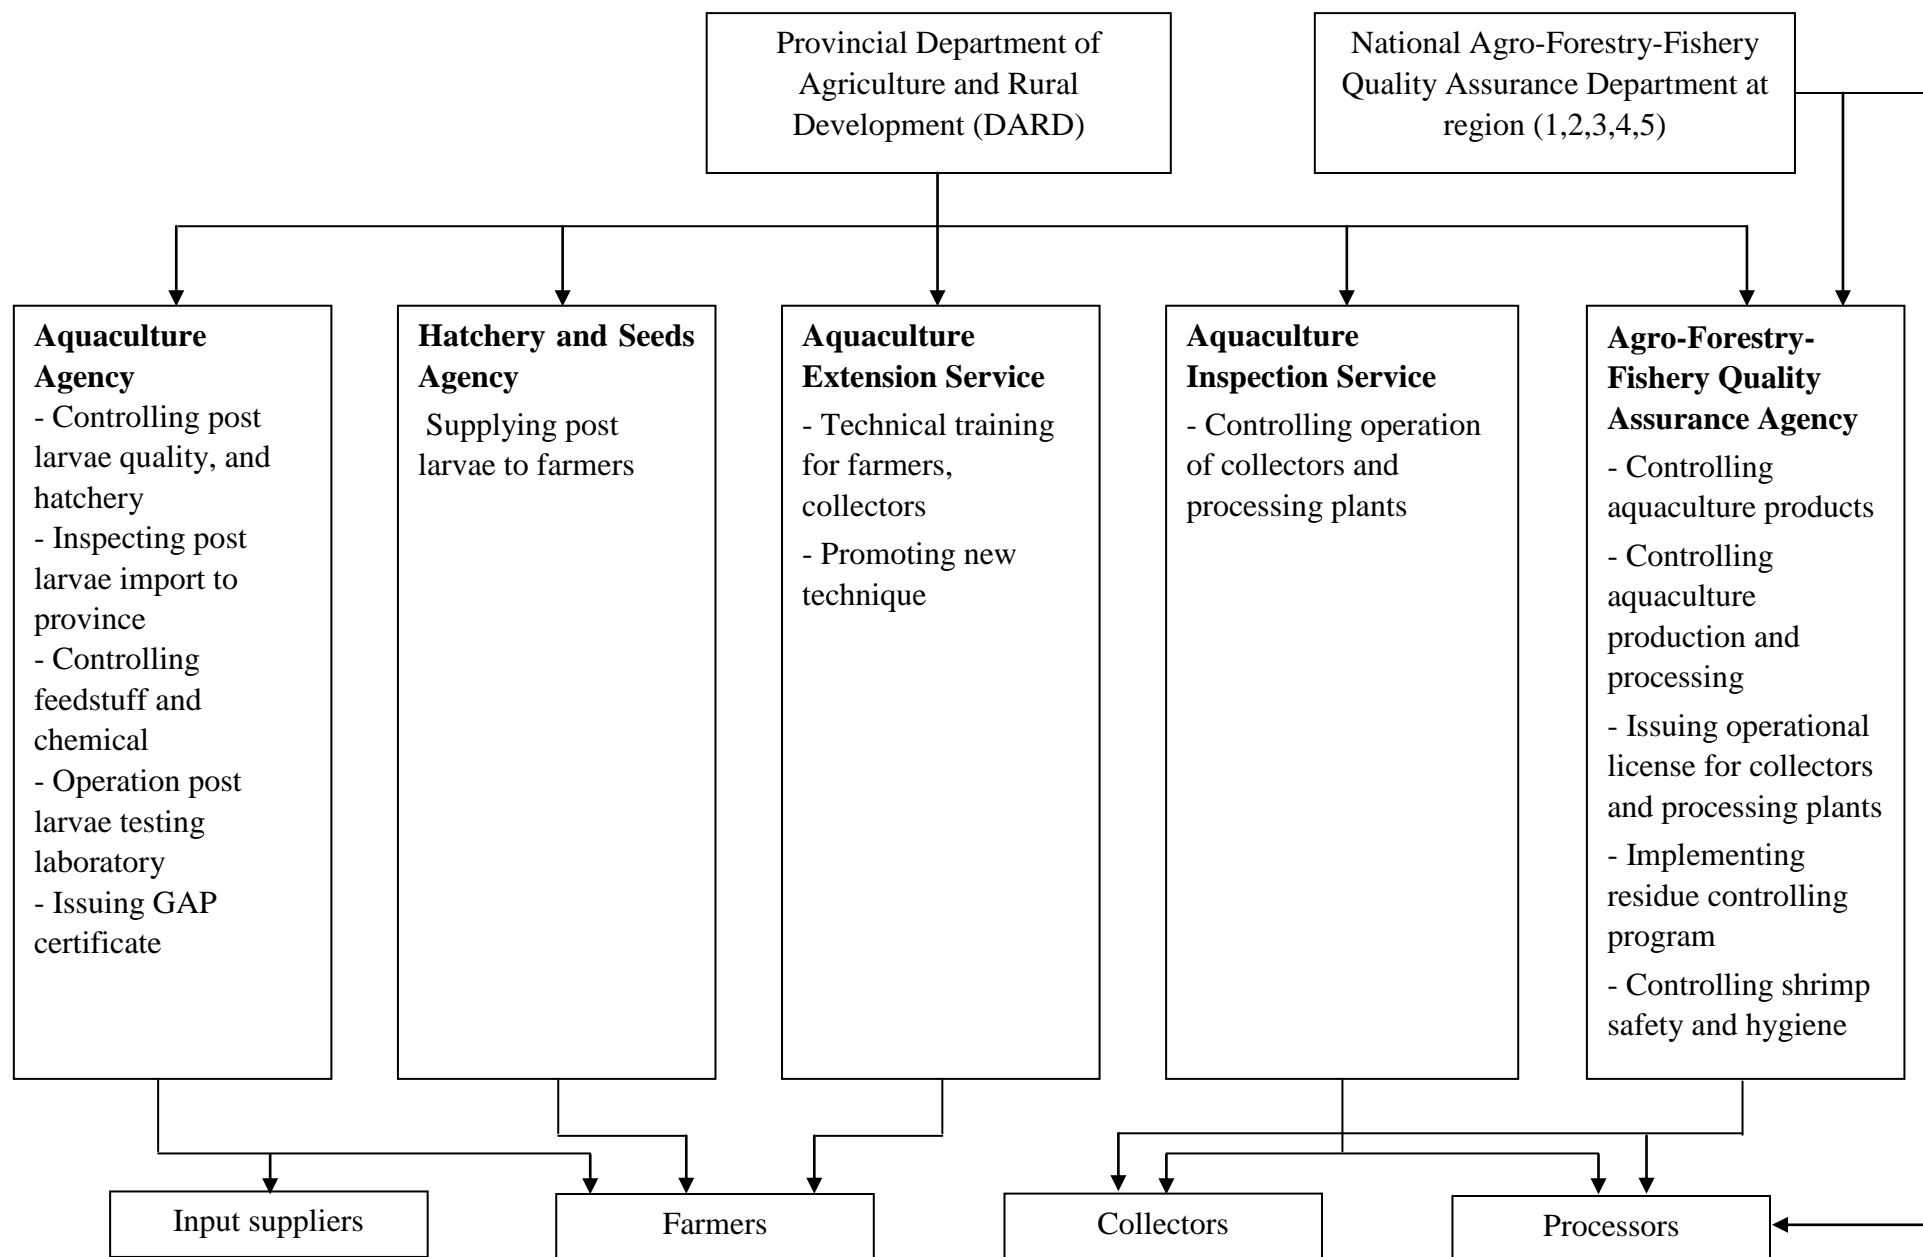 Provincial Department of
Agriculture and Rural
Development (DARD)
National Agro-Forestry-Fishery
Quality Assurance Department at
region (1,2,3,4,5)
Aquaculture
Agency
- Controlling post
larvae quality, and
hatchery
- Inspecting post
larvae import to
province
- Controlling
feedstuff and
chemical
- Operation post
larvae testing
laboratory
- Issuing GAP
certificate
Hatchery and Seeds
Agency
Supplying post
larvae to farmers
Aquaculture
Extension Service
- Technical training
for farmers,
collectors
- Promoting new
technique
Aquaculture
Inspection Service
- Controlling operation
of collectors and
processing plants
Agro-Forestry-
Fishery Quality
Assurance Agency
- Controlling
aquaculture products
- Controlling
aquaculture
production and
processing
- Issuing operational
license for collectors
and processing plants
- Implementing
residue controlling
program
- Controlling shrimp
safety and hygiene
Input suppliers
Farmers
Collectors
Processors